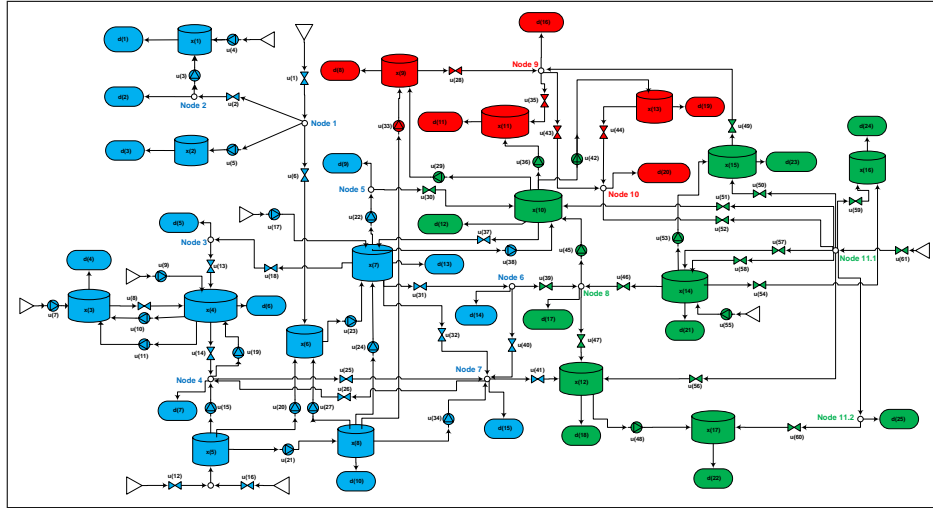 d(16)
x(1)
d(1)
u(4)
u(3)
u(1)
Node 9
x(9)
u(28)
d(2)
u(2)
Node 2
u(35)
x(13)
d(24)
Node 1
u(33)
d(11)
x(11)
u(43)
u(44)
u(49)
d(3)
x(2)
u(5)
u(36)
u(42)
x(15)
d(23)
x(16)
u(6)
u(29)
d(20)
Node 5
u(30)
Node 10
u(50)
u(59)
u(51)
x(10)
d(5)
u(17)
u(22)
d(12)
u(52)
Node 3
u(37)
u(53)
u(57)
u(45)
u(61)
Node 11.1
d(4)
u(9)
u(13)
u(18)
x(7)
d(13)
u(38)
u(58)
Node 6
u(39)
u(46)
x(14)
u(54)
u(31)
Node 8
u(8)
x(3)
x(4)
d(6)
u(7)
u(10)
d(14)
d(17)
u(55)
d(21)
u(23)
u(32)
u(40)
u(47)
x(6)
u(24)
u(11)
u(14)
u(19)
Node 4
u(25)
Node 7
u(41)
x(12)
u(56)
u(26)
d(7)
u(15)
u(20)
u(27)
u(34)
d(15)
d(18)
u(48)
x(17)
u(60)
Node 11.2
d(25)
x(5)
u(21)
x(8)
u(12)
u(16)
d(10)
d(22)